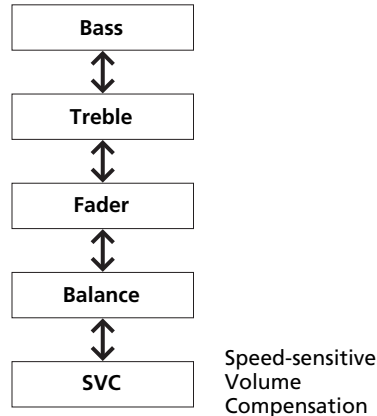 Bass
Treble
Fader
Balance
SVC
Speed-sensitive
Volume
Compensation